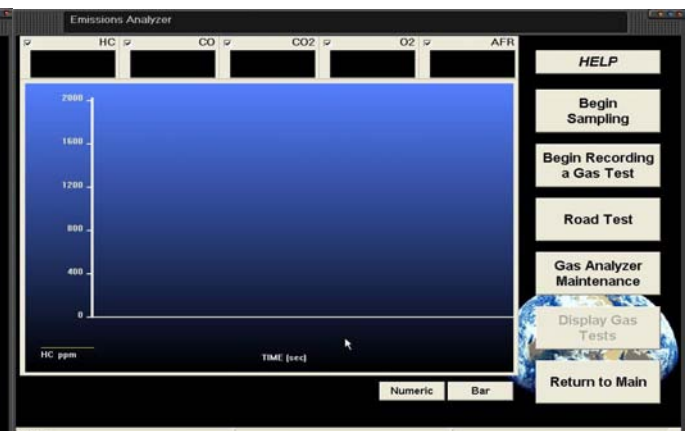 Emissions Analyzer
HC CO CO2 O2 AFR
HELP
2000
1600
1200
800
400
0
HC ppm
TIME (sec)
Begin
Sampling
Begin Recording
a Gas Test
Road Test
Gas Analyzer
Maintenance
Display Gas
Tests
Return to Main
Numeric Bar